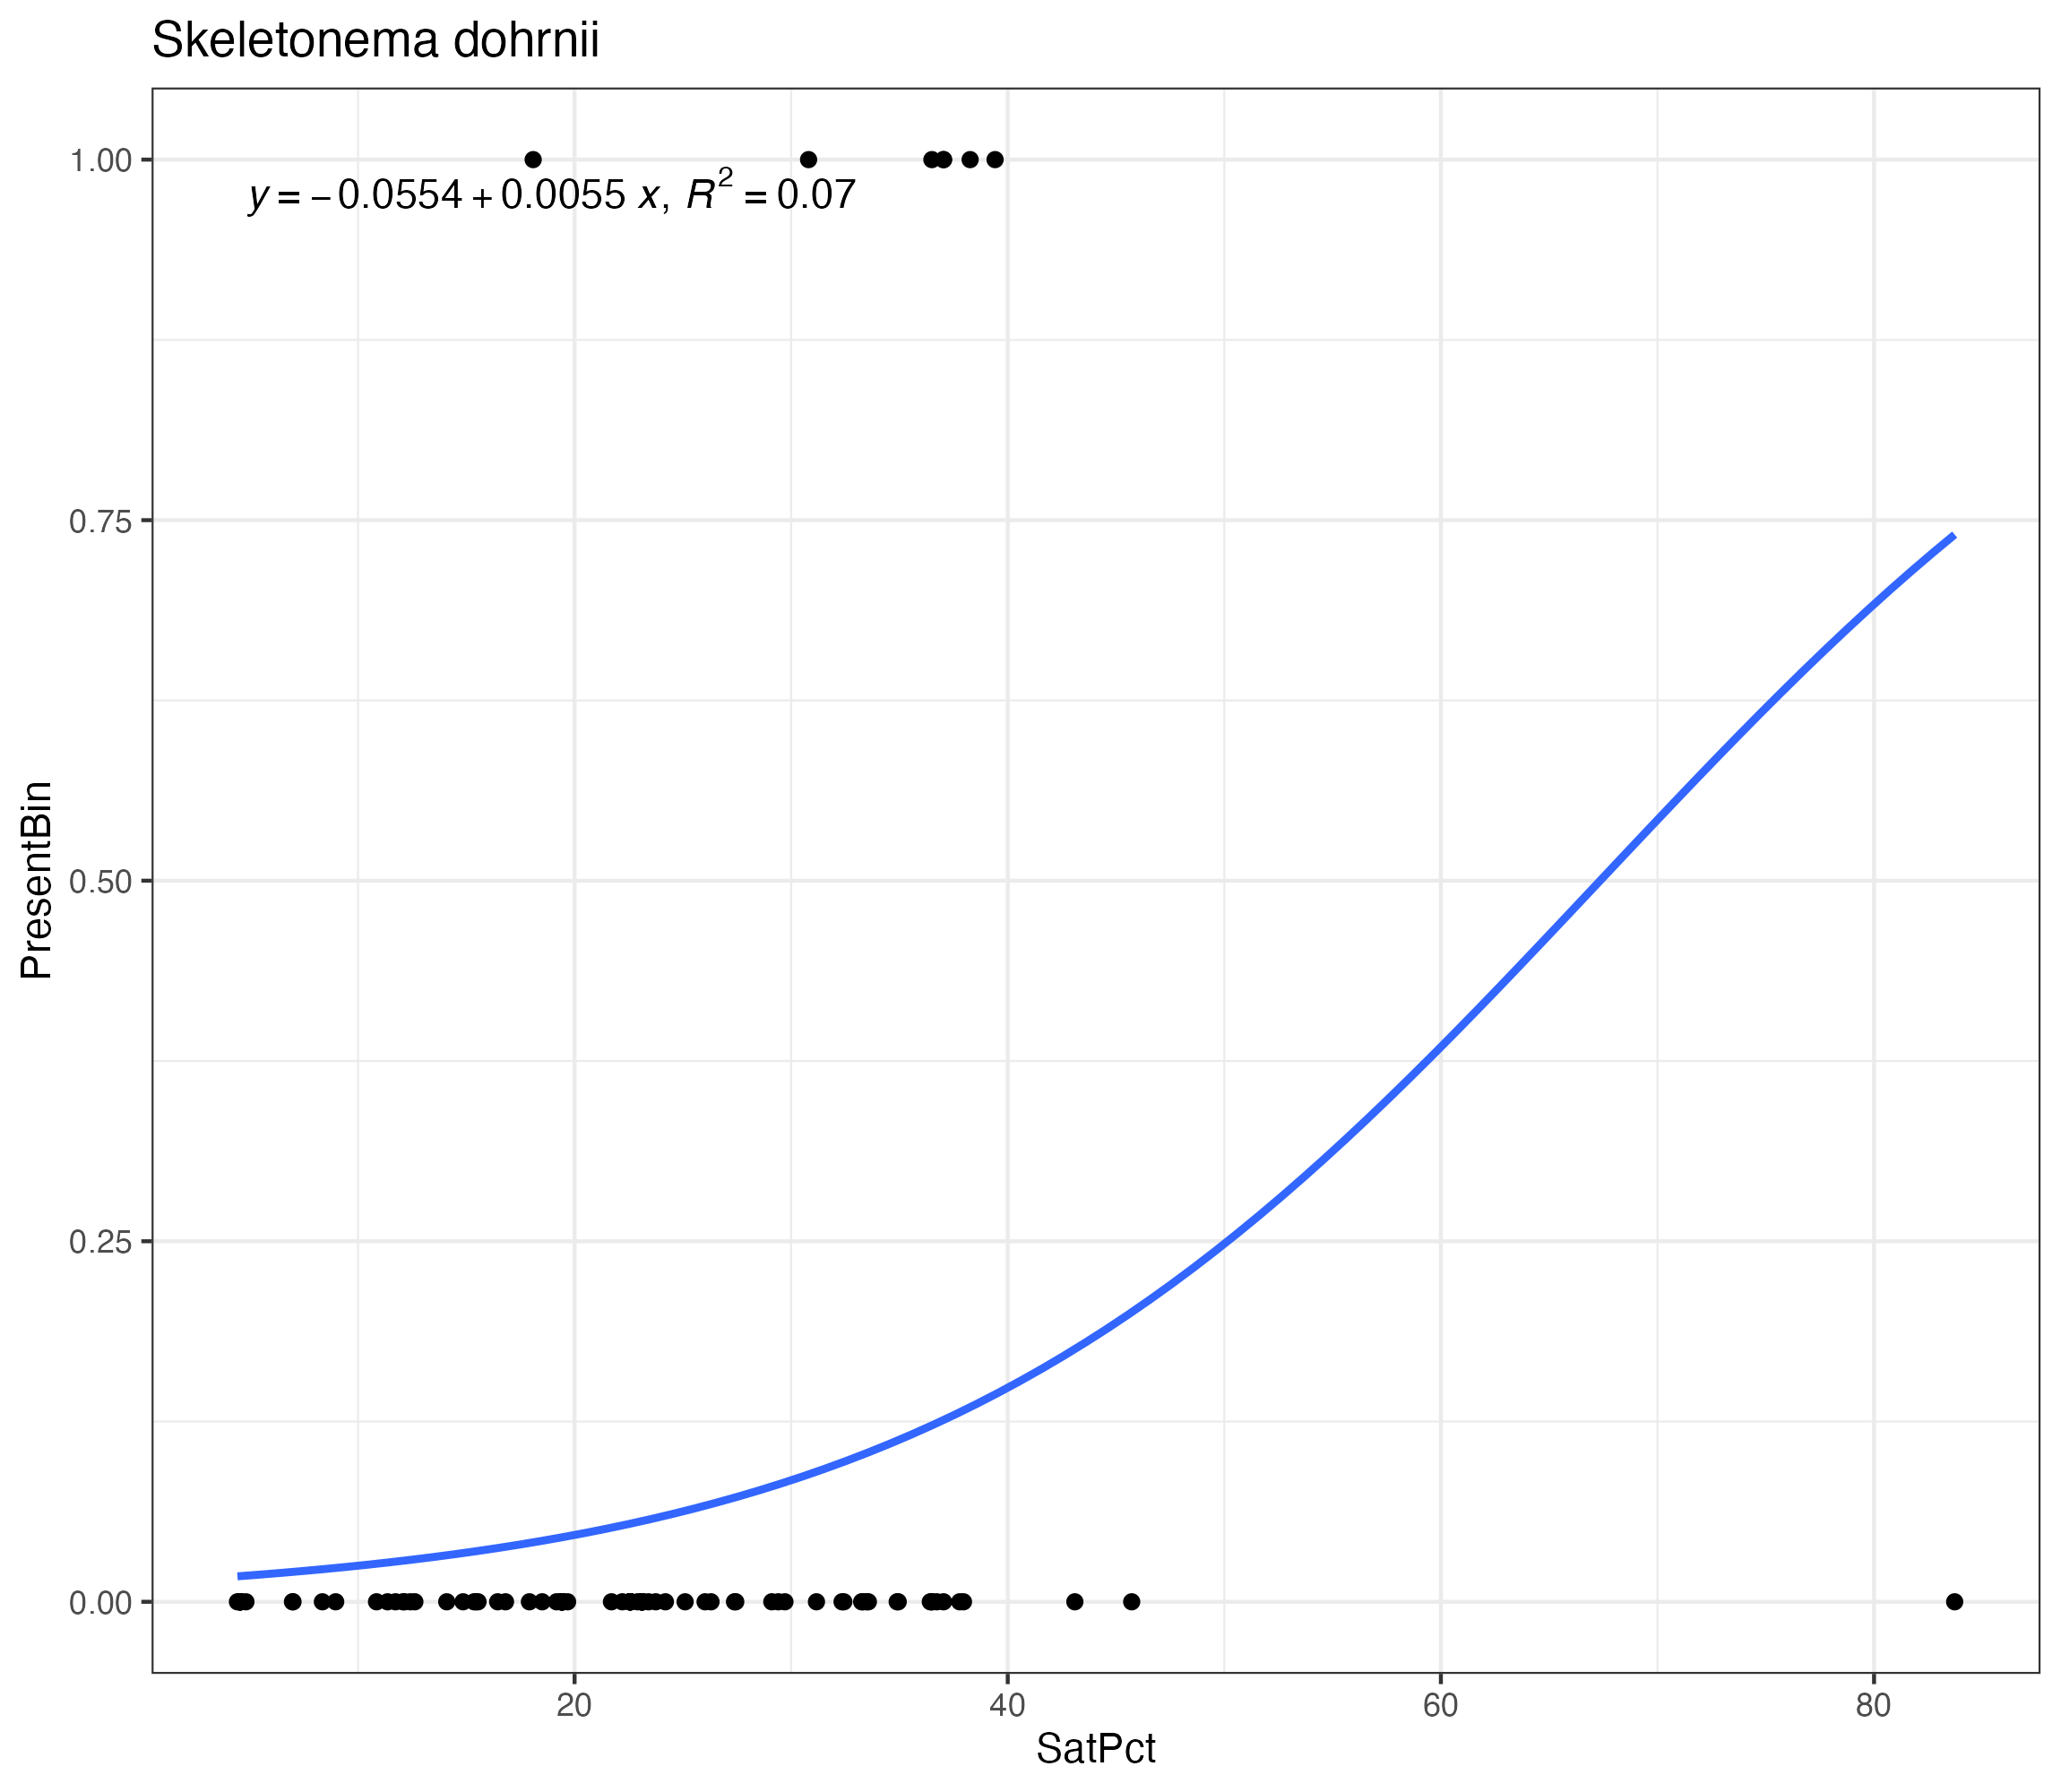 Skeletonema dohrnii
1.00
y = −0.0554 + 0.0055 x, R² = 0.07
0.75
0.50
0.25
0.00
PresentBin
20 40 60 80
SatPct